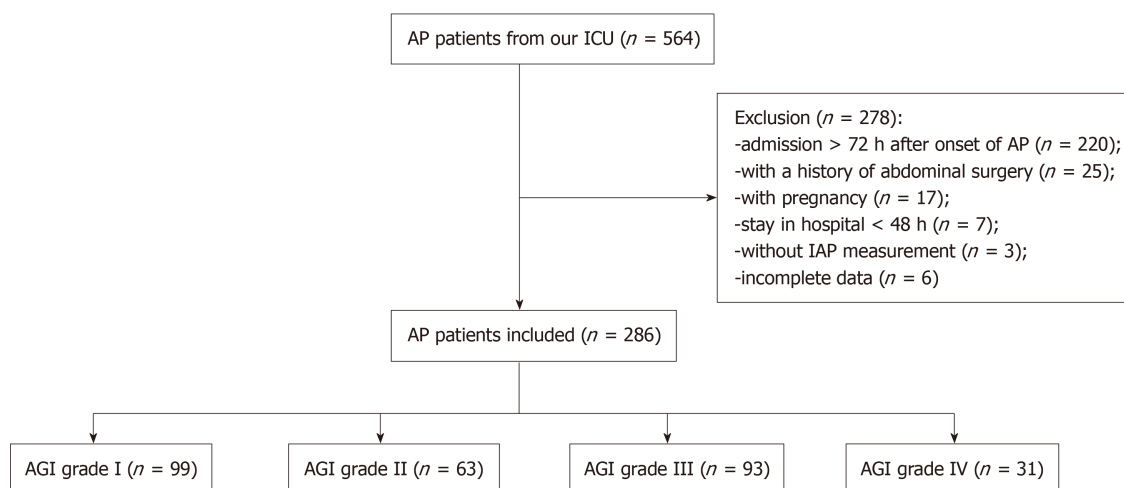 AP patients from our ICU (n = 564)
Exclusion (n = 278):
-admission > 72 h after onset of AP (n = 220);
-with a history of abdominal surgery (n = 25);
-with pregnancy (n = 17);
-stay in hospital < 48 h (n = 7);
-without IAP measurement (n = 3);
-incomplete data (n = 6)
AP patients included (n = 286)
AGI grade I (n = 99)
AGI grade II (n = 63)
AGI grade III (n = 93)
AGI grade IV (n = 31)